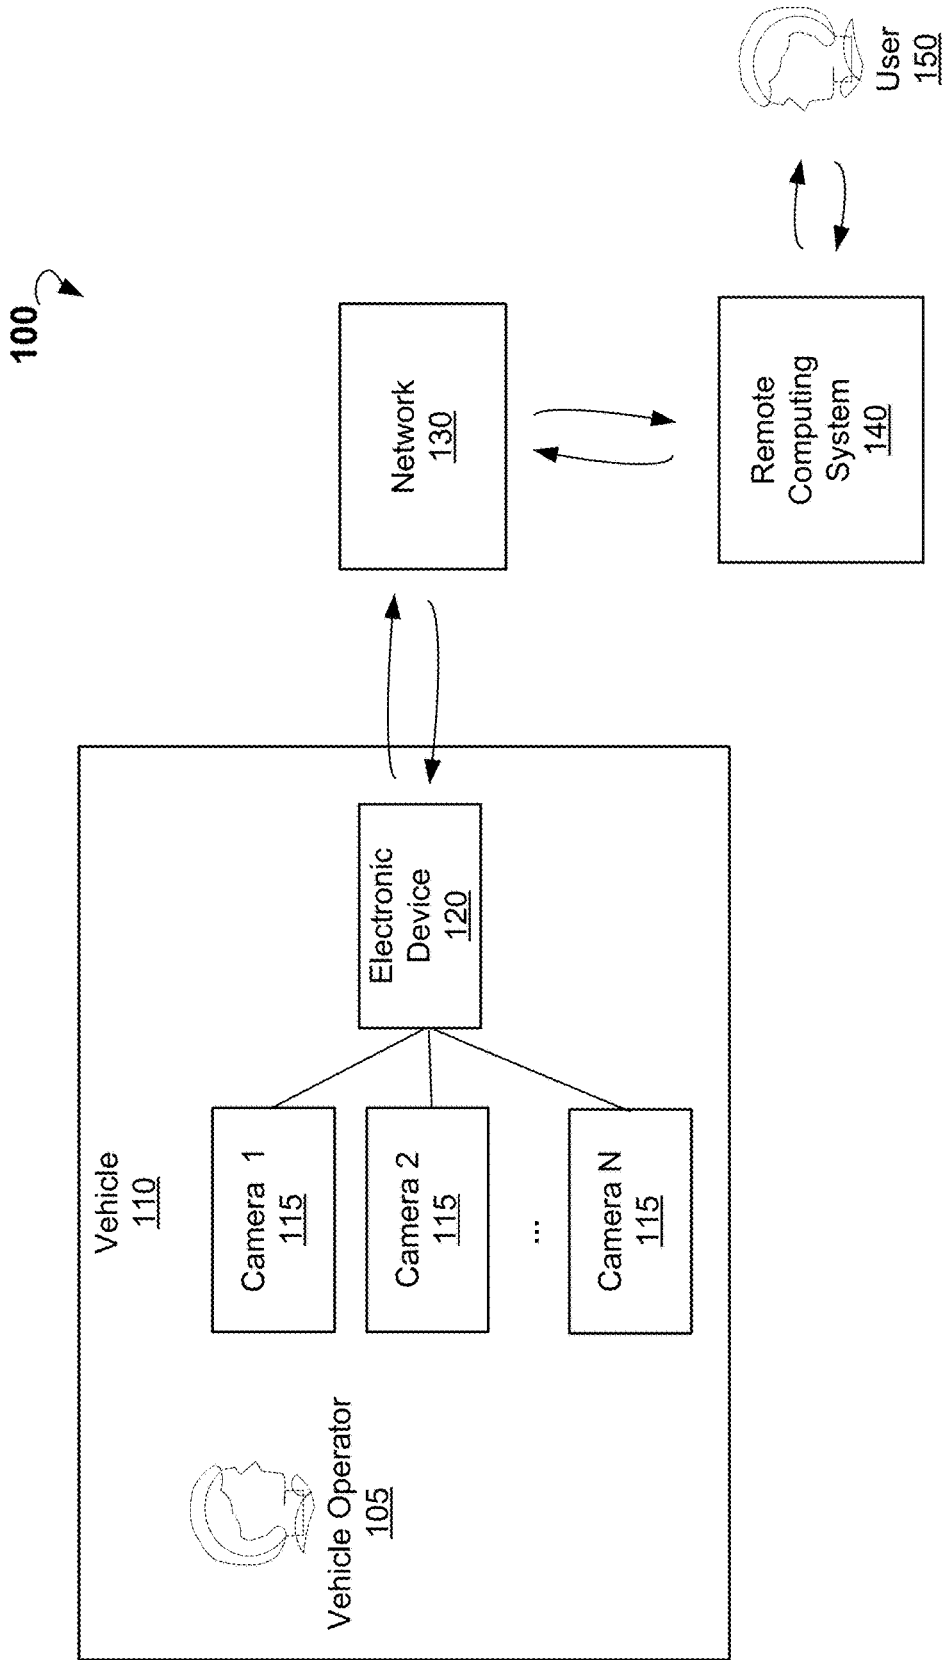 100
Vehicle
110
Vehicle Operator
105
Camera 1
115
Camera 2
115
...
Camera N
115
Electronic
Device
120
Network
130
Remote
Computing
System
140
User
150